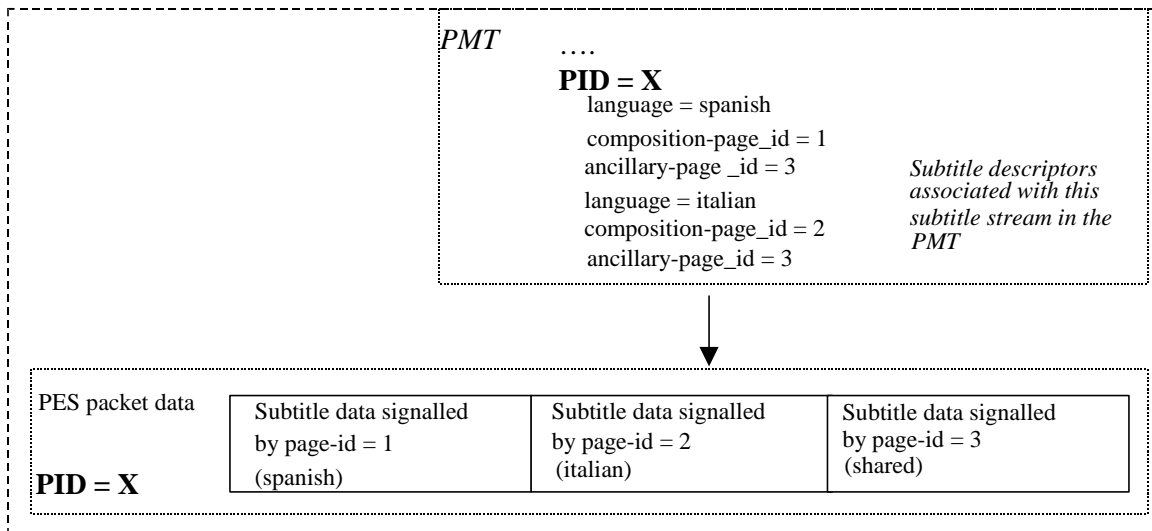 PMT ....
PID = X
language = spanish
composition-page_id = 1
ancillary-page _id = 3
language = italian
composition-page_id = 2
ancillary-page_id = 3
Subtitle descriptors
associated with this
subtitle stream in the
PMT
PES packet data
PID = X
Subtitle data signalled
by page-id = 1
(spanish)
Subtitle data signalled
by page-id = 2
(italian)
Subtitle data signalled
by page-id = 3
(shared)